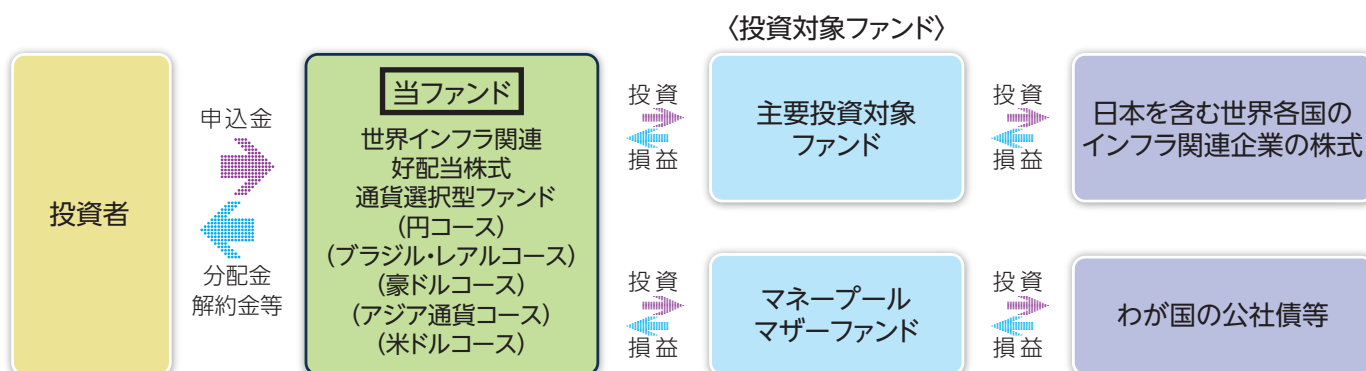 〈投資対象ファンド〉
投資者
申込金
分配金
解約金等
当ファンド
世界インフラ関連
好配当株式
通貨選択型ファンド
(円コース)
(ブラジル・レアルコース)
(豪ドルコース)
(アジア通貨コース)
(米ドルコース)
投資
損益
主要投資対象
ファンド
投資
損益
日本を含む世界各国の
インフラ関連企業の株式
投資
損益
マネープール
マザーファンド
投資
損益
わが国の公社債等